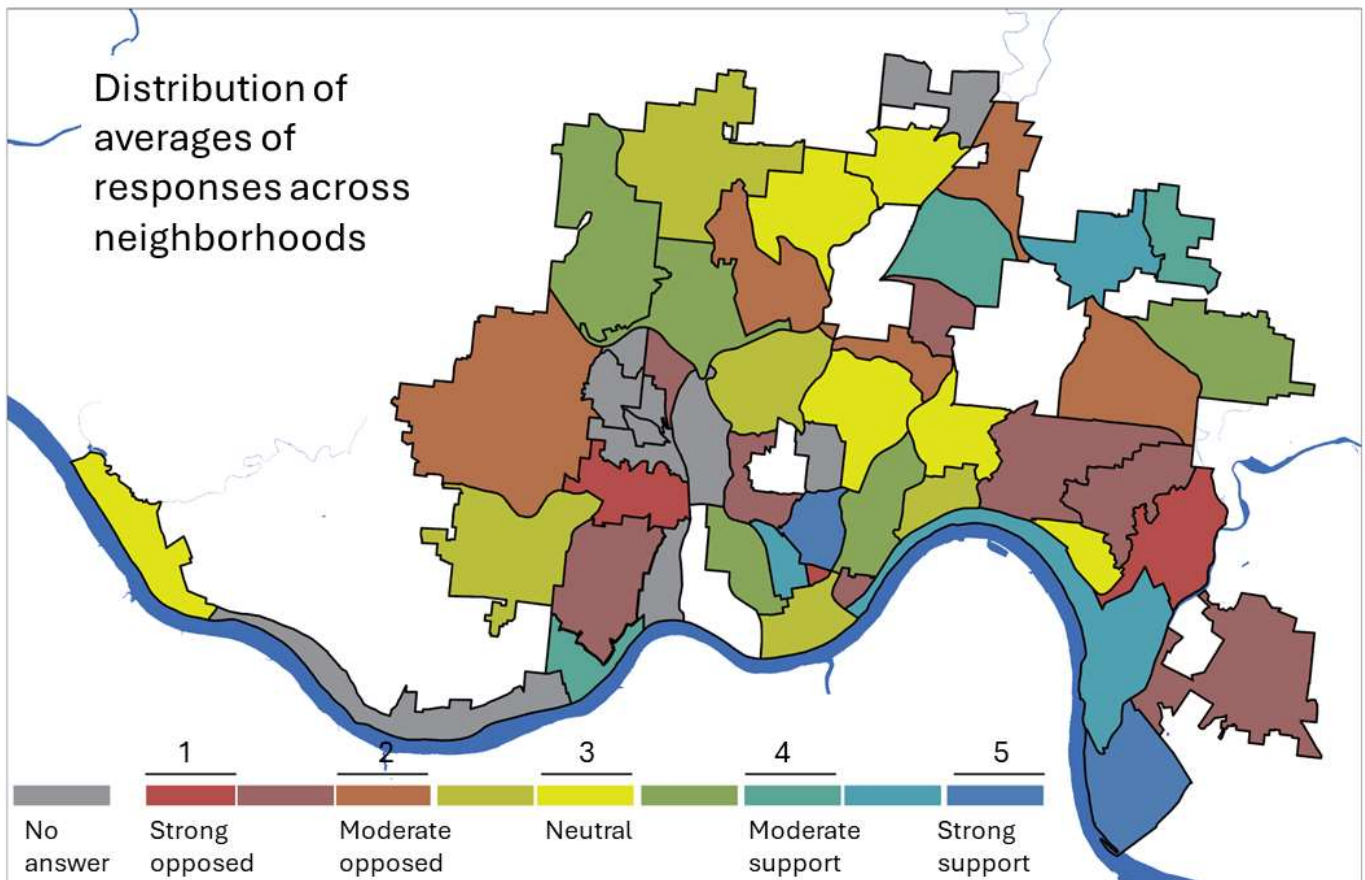 Distribution of
averages of
responses across
neighborhoods
1 2 3 4 5
No Strong Moderate Neutral Moderate Strong
answer opposed opposed support support